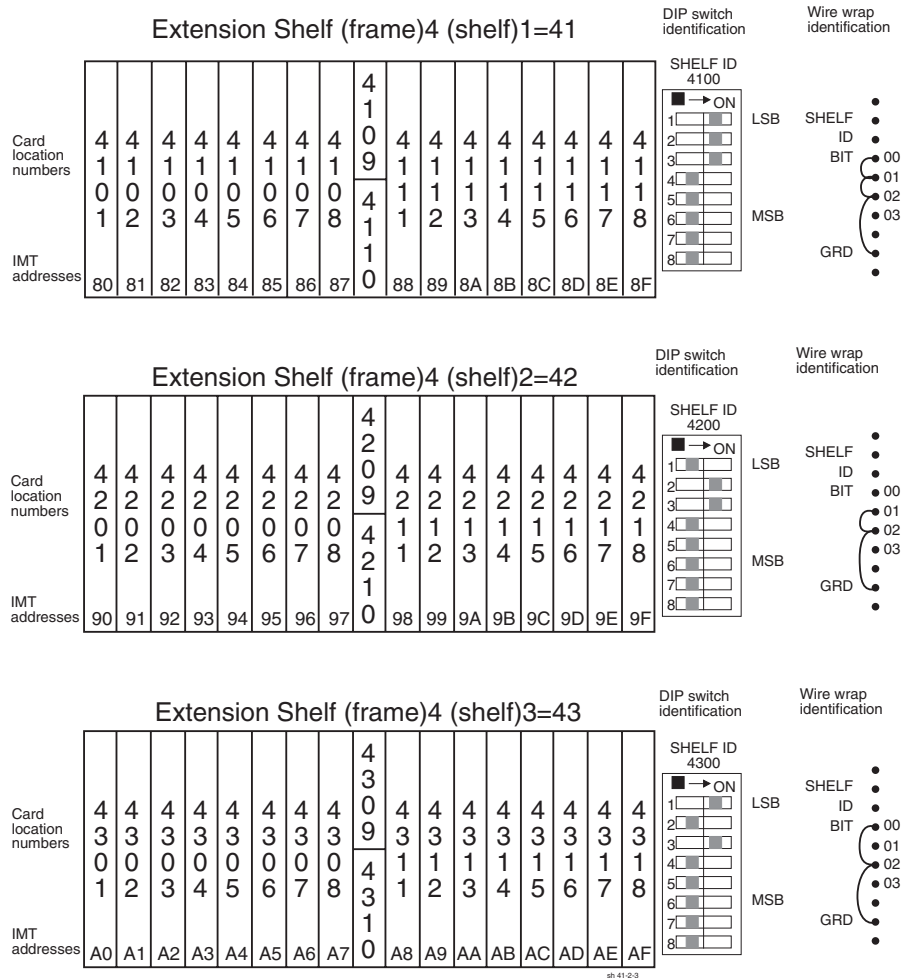 Extension Shelf (frame)4 (shelf)1=41
DIP switch
identification
Wire wrap
identification
SHELF ID
4100
ON
Card
location
numbers
4101 4102 4103 4104 4105 4106 4107 4108 4109 4110 4111 4112 4113 4114 4115 4116 4117 4118
IMT
addresses
80 81 82 83 84 85 86 87 88 89 8A 8B 8C 8D 8E 8F
1 LSB
2
3
4
5
6 MSB
7
8
SHELF
ID
BIT 00
01
02
03
GRD
Extension Shelf (frame)4 (shelf)2=42
DIP switch
identification
Wire wrap
identification
SHELF ID
4200
ON
Card
location
numbers
4201 4202 4203 4204 4205 4206 4207 4208 4209 4210 4211 4212 4213 4214 4215 4216 4217 4218
IMT
addresses
90 91 92 93 94 95 96 97 98 99 9A 9B 9C 9D 9E 9F
1 LSB
2
3
4
5
6 MSB
7
8
SHELF
ID
BIT 00
01
02
03
GRD
Extension Shelf (frame)4 (shelf)3=43
DIP switch
identification
Wire wrap
identification
SHELF ID
4300
ON
Card
location
numbers
4301 4302 4303 4304 4305 4306 4307 4308 4309 4310 4311 4312 4313 4314 4315 4316 4317 4318
IMT
addresses
A0 A1 A2 A3 A4 A5 A6 A7 A8 A9 AA AB AC AD AE AF
1 LSB
2
3
4
5
6 MSB
7
8
SHELF
ID
BIT 00
01
02
03
GRD
sh 41-2-3